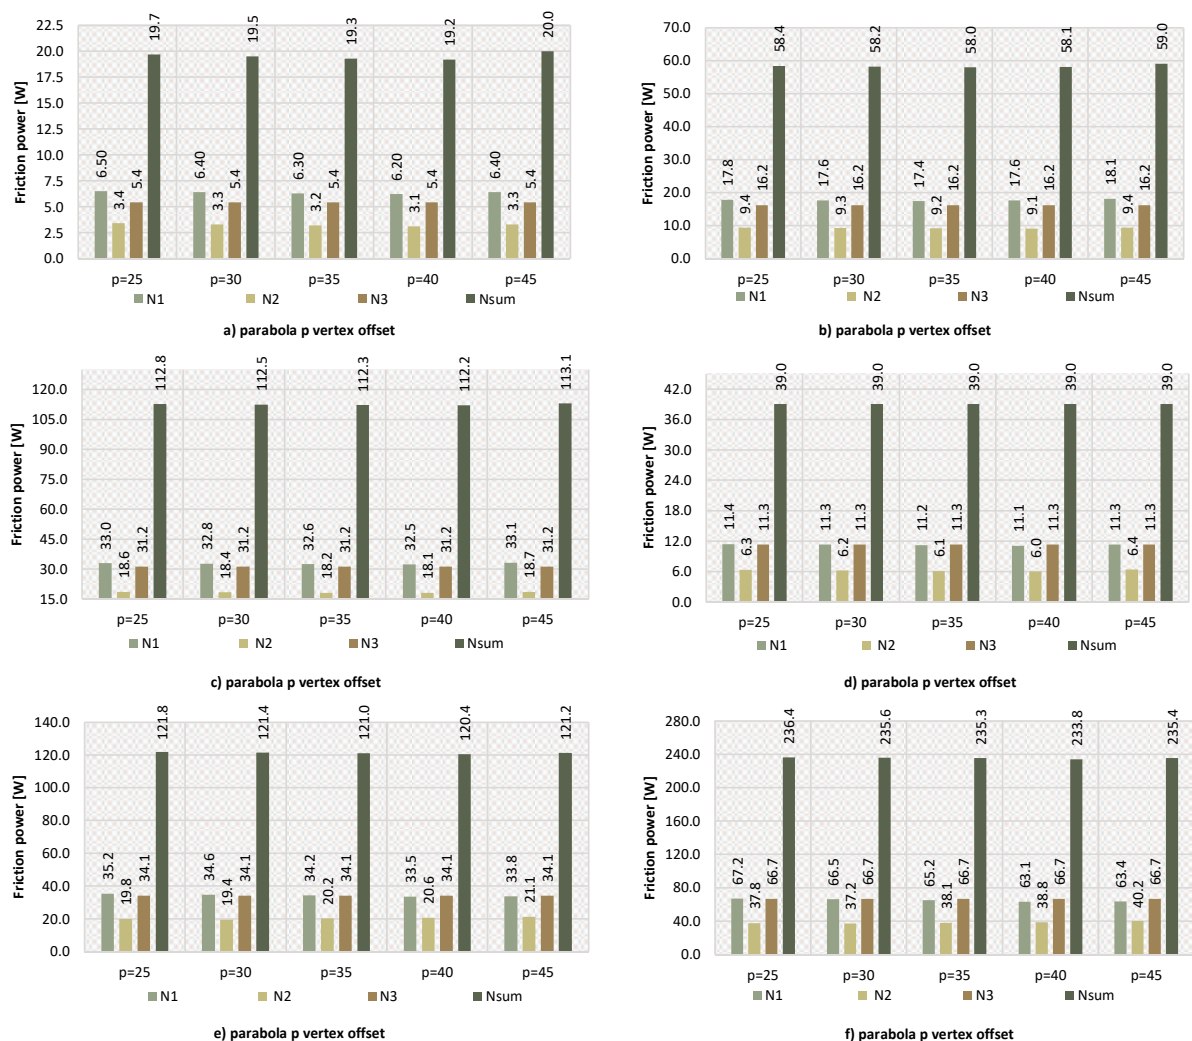 Friction power [W]
22.5
20.0
17.5
15.0
12.5
10.0
7.5
5.0
2.5
0.0
6.50 3.4 5.4 19.7
6.40 3.3 5.4 19.5
6.30 3.2 5.4 19.3
6.20 3.1 5.4 19.2
6.40 3.3 5.4 20.0
p=25 p=30 p=35 p=40 p=45
N1 N2 N3 Nsum
a) parabola p vertex offset
Friction power [W]
70.0
60.0
50.0
40.0
30.0
20.0
10.0
0.0
17.8 9.4 16.2 58.4
17.6 9.3 16.2 58.2
17.4 9.2 16.2 58.0
17.6 9.1 16.2 58.1
18.1 9.4 16.2 59.0
p=25 p=30 p=35 p=40 p=45
N1 N2 N3 Nsum
b) parabola p vertex offset
Friction power [W]
120.0
105.0
90.0
75.0
60.0
45.0
30.0
15.0
33.0 18.6 31.2 112.8
32.8 18.4 31.2 112.5
32.6 18.2 31.2 112.3
32.5 18.1 31.2 112.2
33.1 18.7 31.2 113.1
p=25 p=30 p=35 p=40 p=45
N1 N2 N3 Nsum
c) parabola p vertex offset
Friction power [W]
42.0
36.0
30.0
24.0
18.0
12.0
6.0
0.0
11.4 6.3 11.3 39.0
11.3 6.2 11.3 39.0
11.2 6.1 11.3 39.0
11.1 6.0 11.3 39.0
11.3 6.4 11.3 39.0
p=25 p=30 p=35 p=40 p=45
N1 N2 N3 Nsum
d) parabola p vertex offset
Friction power [W]
140.0
120.0
100.0
80.0
60.0
40.0
20.0
0.0
35.2 19.8 34.1 121.8
34.6 19.4 34.1 121.4
34.2 20.2 34.1 121.0
33.5 20.6 34.1 120.4
33.8 21.1 34.1 121.2
p=25 p=30 p=35 p=40 p=45
N1 N2 N3 Nsum
e) parabola p vertex offset
Friction power [W]
280.0
240.0
200.0
160.0
120.0
80.0
40.0
0.0
67.2 37.8 66.7 236.4
66.5 37.2 66.7 235.6
65.2 38.1 66.7 235.3
63.1 38.8 66.7 233.8
63.4 40.2 66.7 235.4
p=25 p=30 p=35 p=40 p=45
N1 N2 N3 Nsum
f) parabola p vertex offset